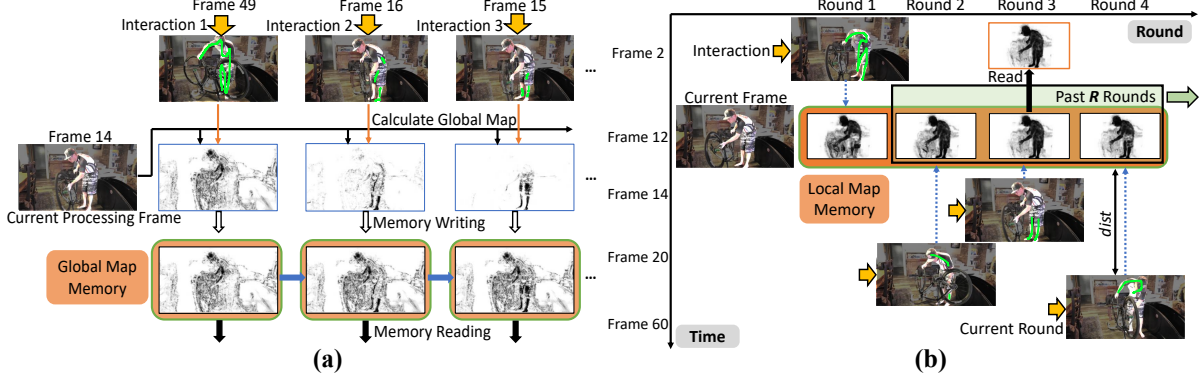 Frame 49
Frame 16
Frame 15
Interaction 1
Interaction 2
Interaction 3
...
Calculate Global Map
Frame 14
Current Processing Frame
...
Memory Writing
Global Map
Memory
...
Memory Reading
(a)
Round 1
Round 2
Round 3
Round 4
Round
Frame 2
Interaction
Read
Past R Rounds
Current Frame
Frame 12
Local Map
Memory
Frame 14
dist
Frame 20
Current Round
Frame 60
Time
(b)